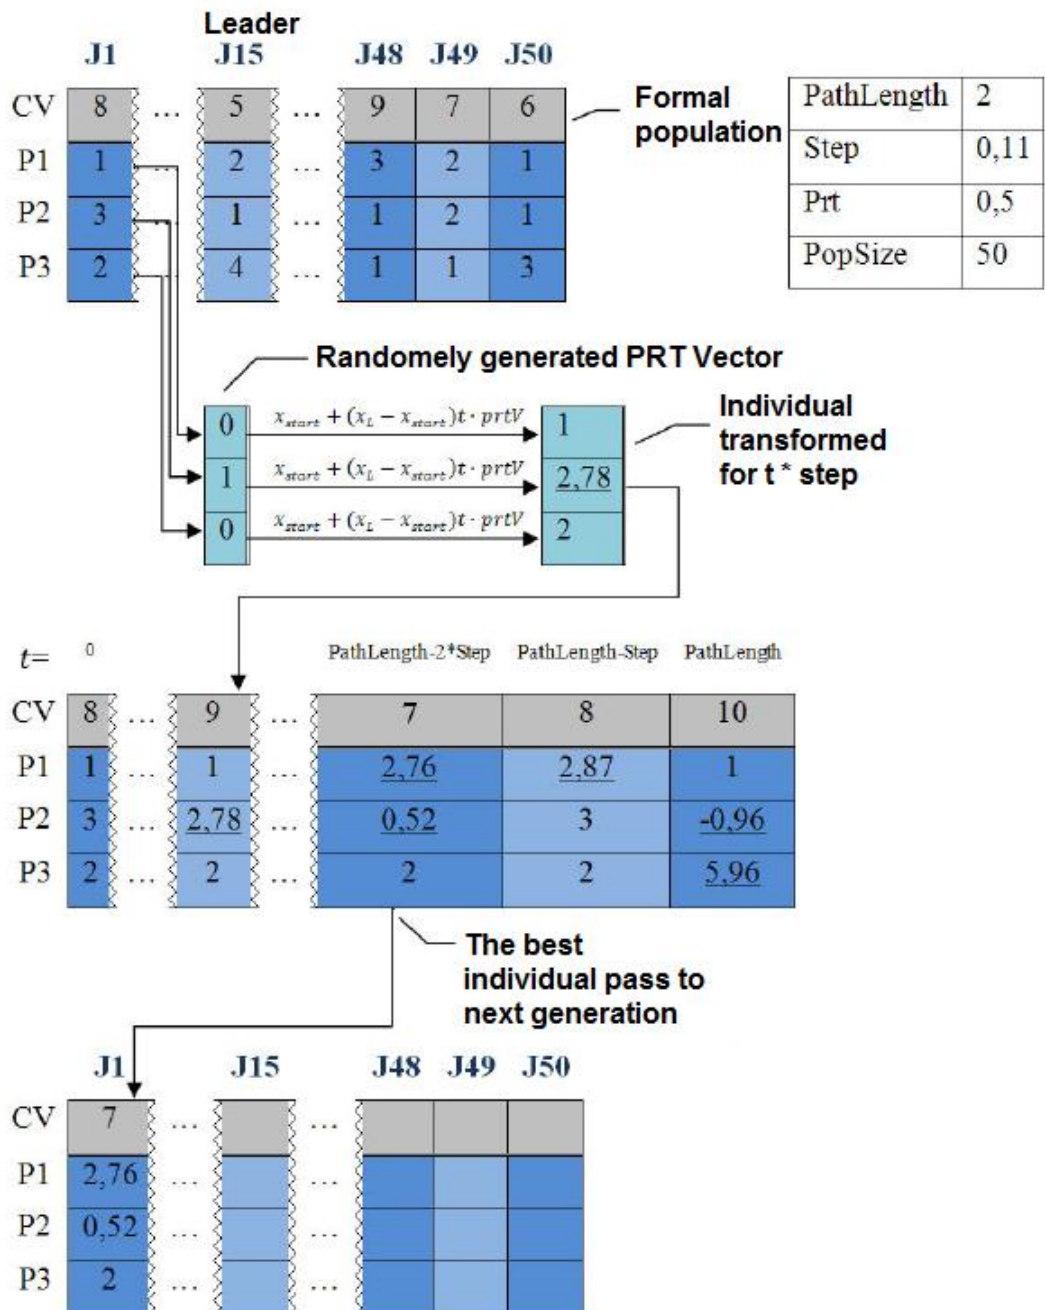 Leader
J1 J15 J48 J49 J50
CV 8 ... 5 ... 9 7 6
P1 1 ... 2 ... 3 2 1
P2 3 ... 1 ... 1 2 1
P3 2 ... 4 ... 1 1 3
Formal
population
PathLength 2
Step 0,11
Prt 0,5
PopSize 50
Randomely generated PRT Vector
0 x_start + (x_L − x_start)t · prtV 1
1 x_start + (x_L − x_start)t · prtV 2,78
0 x_start + (x_L − x_start)t · prtV 2
Individual
transformed
for t * step
t= 0 PathLength-2*Step PathLength-Step PathLength
CV 8 ... 9 ... 7 8 10
P1 1 ... 1 ... 2,76 2,87 1
P2 3 ... 2,78 ... 0,52 3 -0,96
P3 2 ... 2 ... 2 2 5,96
The best
individual pass to
next generation
J1 J15 J48 J49 J50
CV 7 ... ...
P1 2,76 ... ...
P2 0,52 ... ...
P3 2 ... ...